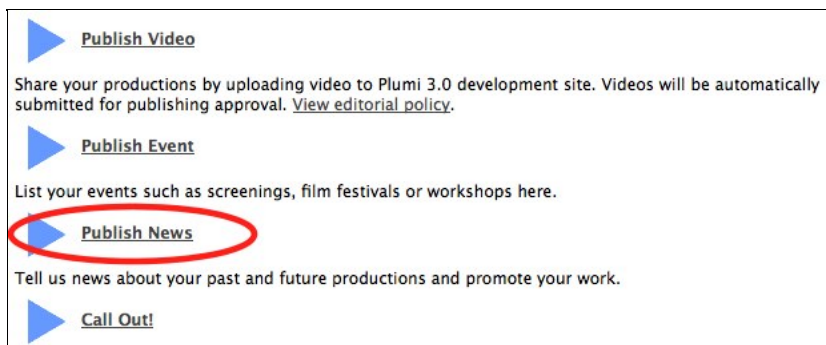 Publish Video
Share your productions by uploading video to Plumi 3.0 development site. Videos will be automatically
submitted for publishing approval. View editorial policy.
Publish Event
List your events such as screenings, film festivals or workshops here.
Publish News
Tell us news about your past and future productions and promote your work.
Call Out!